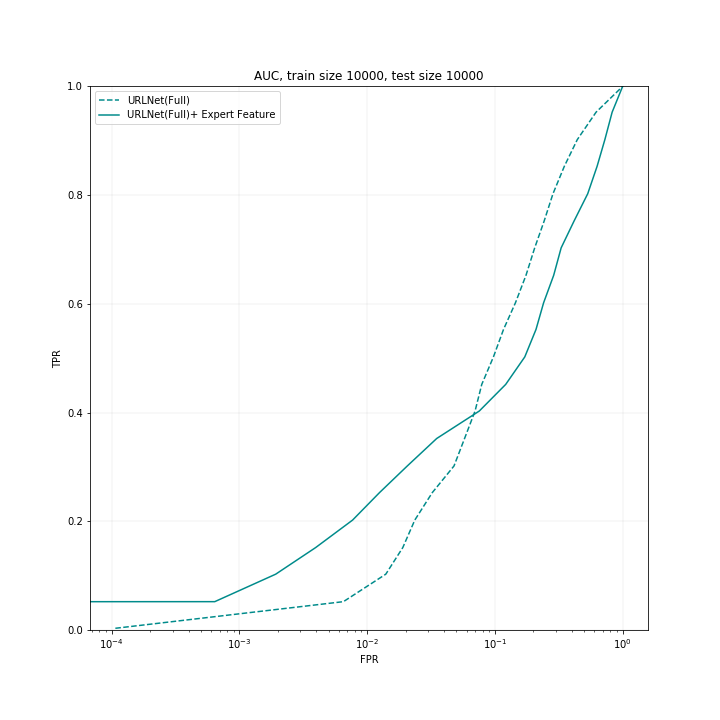 AUC, train size 10000, test size 10000
URLNet(Full)
URLNet(Full)+ Expert Feature
1.0
0.8
0.6
0.4
0.2
0.0
TPR
10⁻⁴
10⁻³
10⁻²
10⁻¹
10⁰
FPR